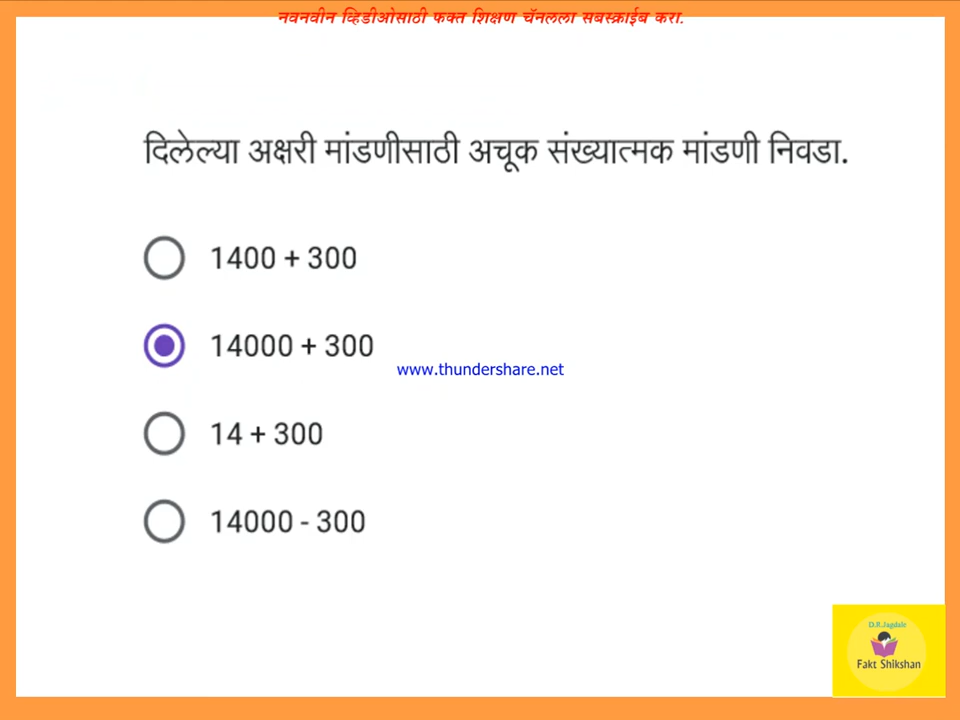 नवनवीन व्हिडीओसाठी फक्त शिक्षण चॅनलला सबस्क्राईब करा.
दिलेल्या अक्षरी मांडणीसाठी अचूक संख्यात्मक मांडणी निवडा.
1400 + 300
14000 + 300
www.thundershare.net
14 + 300
14000 - 300
D.R.Jagdale
Fakt Shikshan